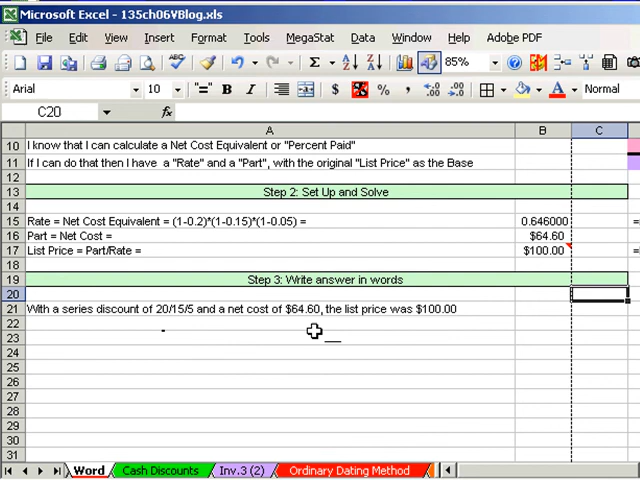 Microsoft Excel - 135ch06VBlog.xls
File Edit View Insert Format Tools MegaStat Data Window Help Adobe PDF
85%
Arial 10 B I $ % , Normal
C20 fx
A B C
10 I know that I can calculate a Net Cost Equivalent or "Percent Paid"
11 If I can do that then I have a "Rate" and a "Part", with the original "List Price" as the Base
12
13 Step 2: Set Up and Solve
14
15 Rate = Net Cost Equivalent = (1-0.2)*(1-0.15)*(1-0.05) = 0.646000 =
16 Part = Net Cost = $64.60
17 List Price = Part/Rate = $100.00 =
18
19 Step 3: Write answer in words
20
21 With a series discount of 20/15/5 and a net cost of $64.60, the list price was $100.00
22
23
24
25
26
27
28
29
30
31
Word Cash Discounts Inv.3 (2) Ordinary Dating Method